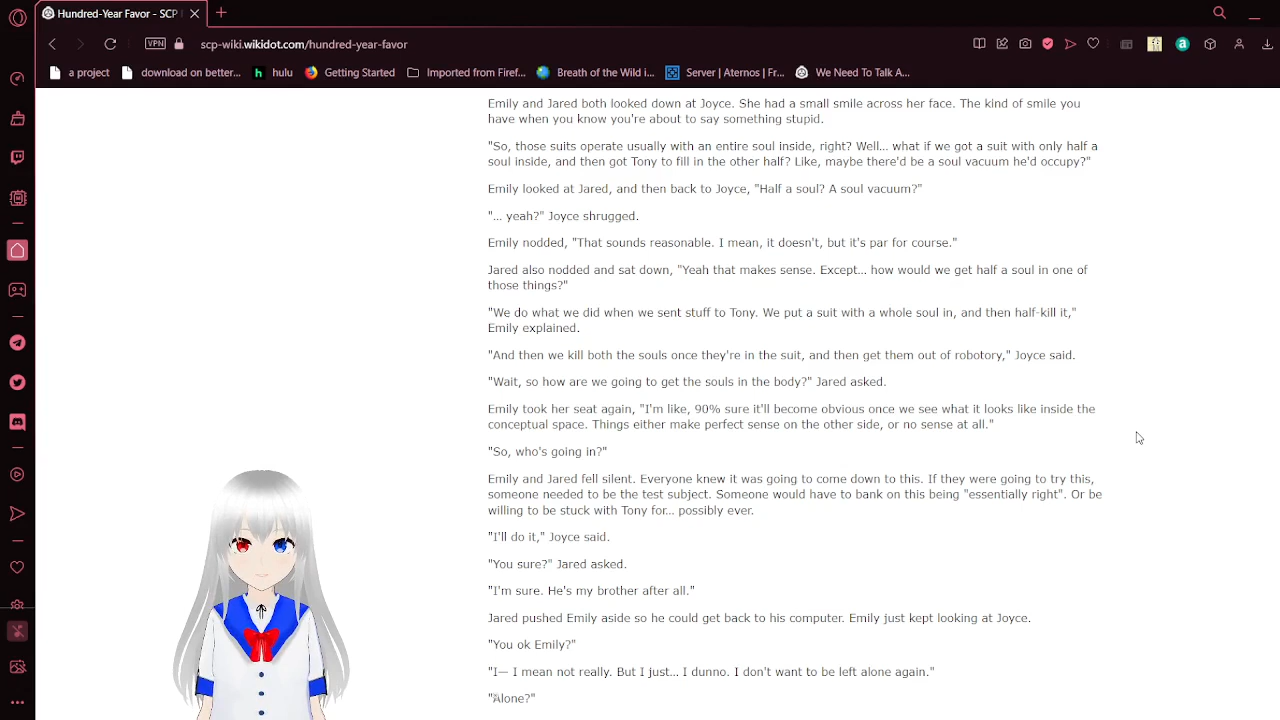 Hundred-Year Favor - SCP
scp-wiki.wikidot.com/hundred-year-favor
VPN
a project
download on better...
hulu
Getting Started
Imported from Firef...
Breath of the Wild i...
Server | Aternos | Fr...
We Need To Talk A...
Emily and Jared both looked down at Joyce. She had a small smile across her face. The kind of smile you
have when you know you're about to say something stupid.
"So, those suits operate usually with an entire soul inside, right? Well... what if we got a suit with only half a
soul inside, and then got Tony to fill in the other half? Like, maybe there'd be a soul vacuum he'd occupy?"
Emily looked at Jared, and then back to Joyce, "Half a soul? A soul vacuum?"
"... yeah?" Joyce shrugged.
Emily nodded, "That sounds reasonable. I mean, it doesn't, but it's par for course."
Jared also nodded and sat down, "Yeah that makes sense. Except... how would we get half a soul in one of
those things?"
"We do what we did when we sent stuff to Tony. We put a suit with a whole soul in, and then half-kill it,"
Emily explained.
"And then we kill both the souls once they're in the suit, and then get them out of robotory," Joyce said.
"Wait, so how are we going to get the souls in the body?" Jared asked.
Emily took her seat again, "I'm like, 90% sure it'll become obvious once we see what it looks like inside the
conceptual space. Things either make perfect sense on the other side, or no sense at all."
"So, who's going in?"
Emily and Jared fell silent. Everyone knew it was going to come down to this. If they were going to try this,
someone needed to be the test subject. Someone would have to bank on this being "essentially right". Or be
willing to be stuck with Tony for... possibly ever.
"I'll do it," Joyce said.
"You sure?" Jared asked.
"I'm sure. He's my brother after all."
Jared pushed Emily aside so he could get back to his computer. Emily just kept looking at Joyce.
"You ok Emily?"
"I— I mean not really. But I just... I dunno. I don't want to be left alone again."
"Alone?"